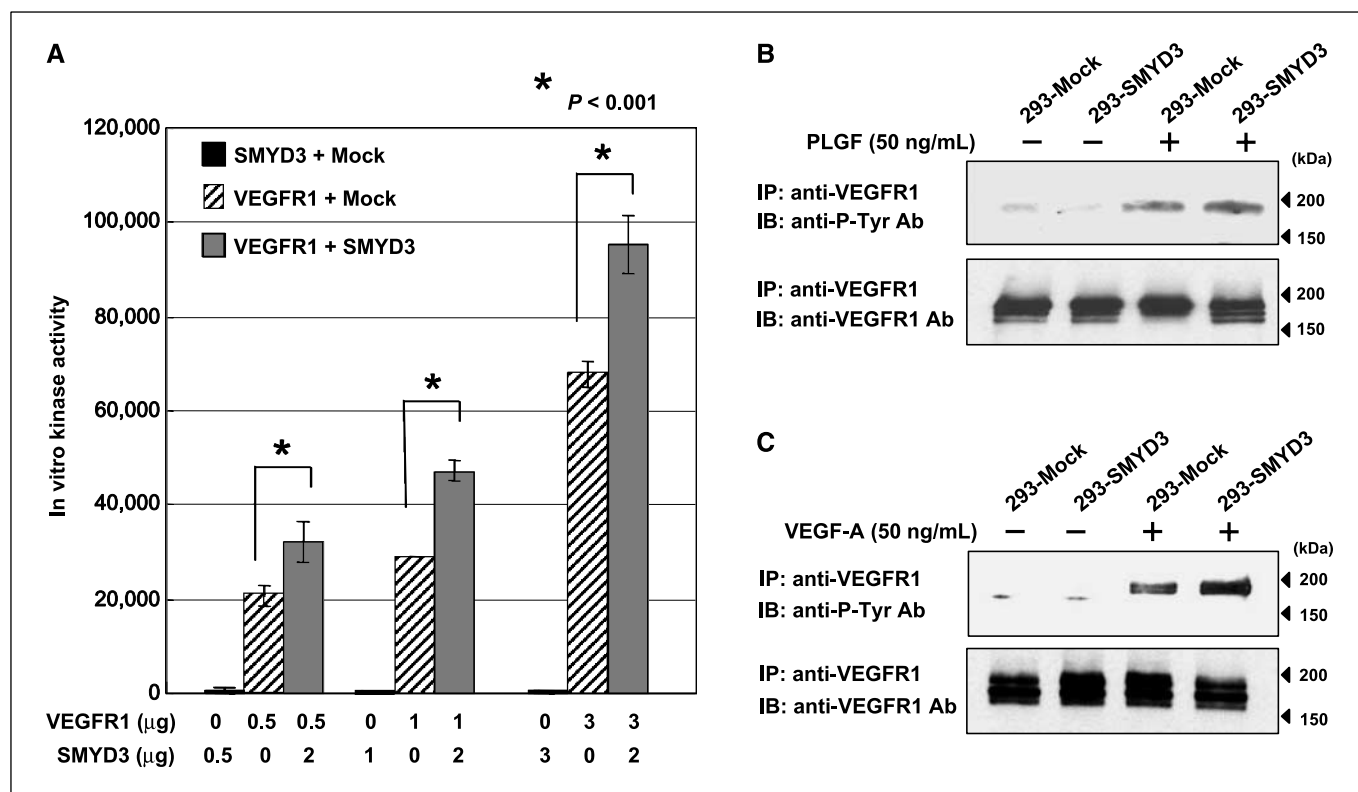 A
*
P < 0.001
120,000
100,000
80,000
60,000
40,000
20,000
0
In vitro kinase activity
SMYD3 + Mock
VEGFR1 + Mock
VEGFR1 + SMYD3
*
*
*
VEGFR1 (μg) 0 0.5 0.5 0 1 1 0 3 3
SMYD3 (μg) 0.5 0 2 1 0 2 3 0 2
B
293-Mock 293-SMYD3 293-Mock 293-SMYD3
PLGF (50 ng/mL) − − + +
(kDa)
IP: anti-VEGFR1
IB: anti-P-Tyr Ab
200
150
IP: anti-VEGFR1
IB: anti-VEGFR1 Ab
200
150
C
293-Mock 293-SMYD3 293-Mock 293-SMYD3
VEGF-A (50 ng/mL) − − + +
(kDa)
IP: anti-VEGFR1
IB: anti-P-Tyr Ab
200
150
IP: anti-VEGFR1
IB: anti-VEGFR1 Ab
200
150